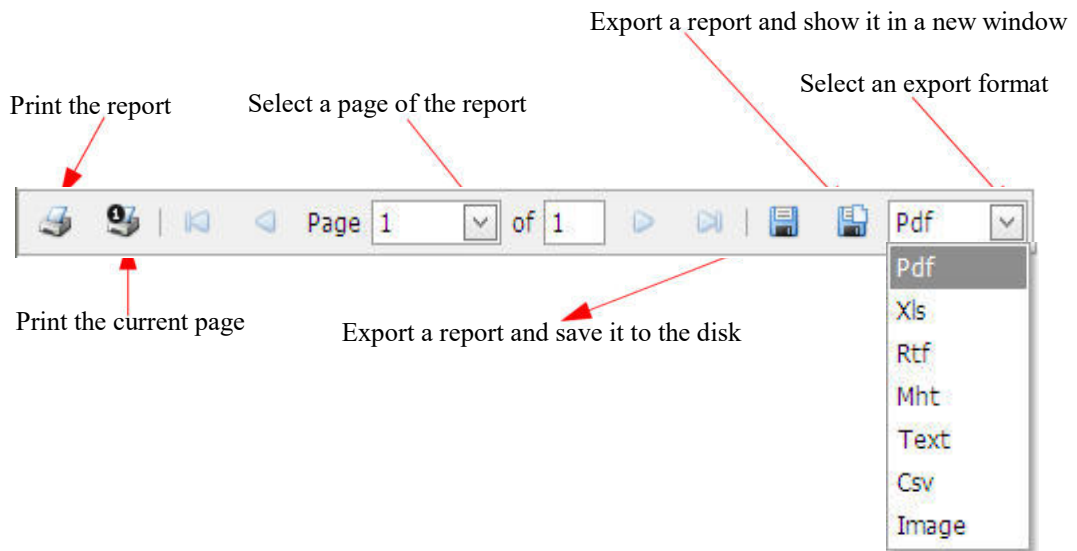 Export a report and show it in a new window
Select an export format
Print the report
Select a page of the report
1
Page 1 of 1 Pdf
Pdf
Xls
Print the current page
Export a report and save it to the disk
Rtf
Mht
Text
Csv
Image